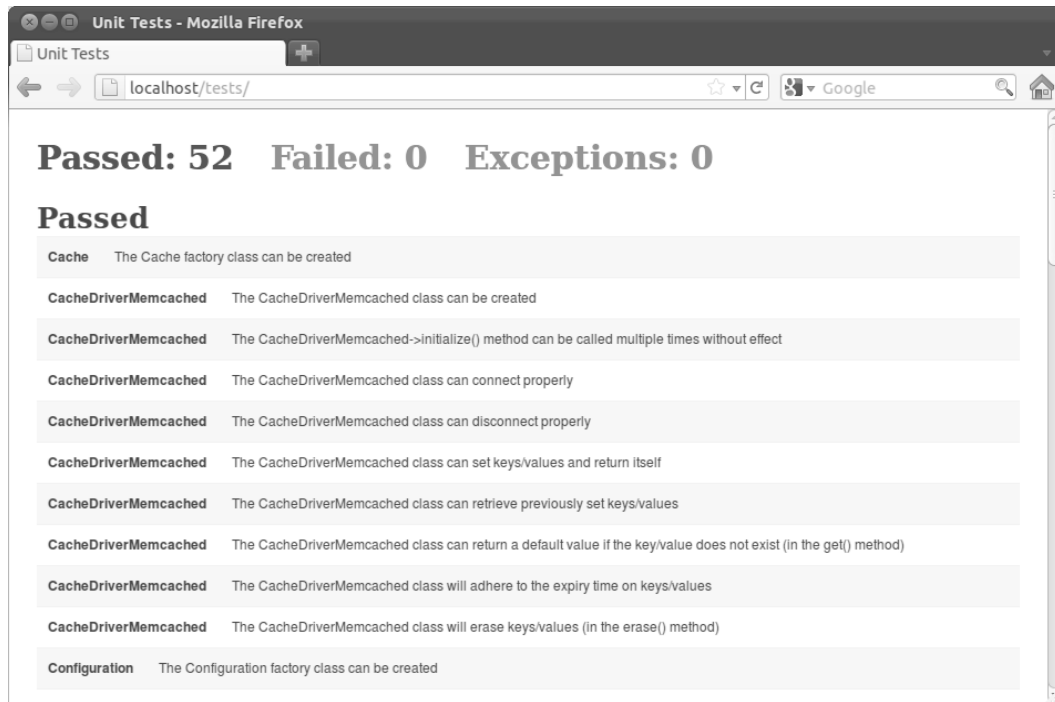 Unit Tests - Mozilla Firefox
Unit Tests
localhost/tests/
Google
Passed: 52 Failed: 0 Exceptions: 0
Passed
Cache The Cache factory class can be created
CacheDriverMemcached The CacheDriverMemcached class can be created
CacheDriverMemcached The CacheDriverMemcached->initialize() method can be called multiple times without effect
CacheDriverMemcached The CacheDriverMemcached class can connect properly
CacheDriverMemcached The CacheDriverMemcached class can disconnect properly
CacheDriverMemcached The CacheDriverMemcached class can set keys/values and return itself
CacheDriverMemcached The CacheDriverMemcached class can retrieve previously set keys/values
CacheDriverMemcached The CacheDriverMemcached class can return a default value if the key/value does not exist (in the get() method)
CacheDriverMemcached The CacheDriverMemcached class will adhere to the expiry time on keys/values
CacheDriverMemcached The CacheDriverMemcached class will erase keys/values (in the erase() method)
Configuration The Configuration factory class can be created